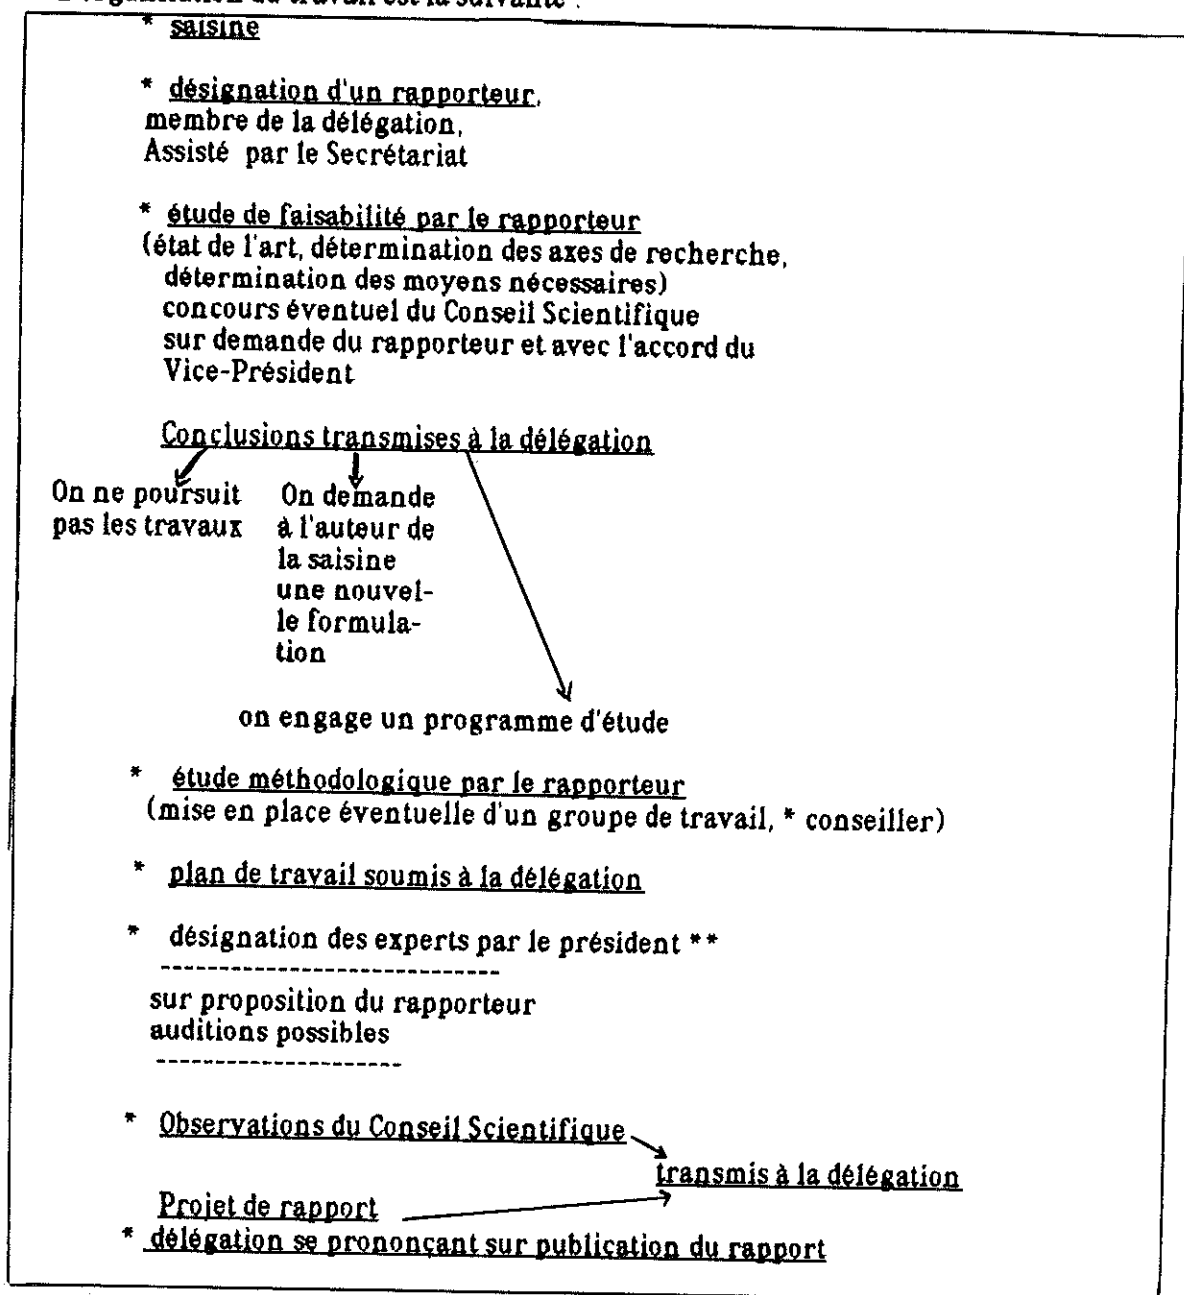 organisation du travail est la suivante :
* saisine
* désignation d'un rapporteur,
membre de la délégation,
Assisté par le Secrétariat
* étude de faisabilité par le rapporteur
(état de l'art, détermination des axes de recherche,
détermination des moyens nécessaires)
concours éventuel du Conseil Scientifique
sur demande du rapporteur et avec l'accord du
Vice-Président
Conclusions transmises à la délégation
On ne poursuit
pas les travaux
On demande
à l'auteur de
la saisine
une nouvel-
le formula-
tion
on engage un programme d'étude
* étude méthodologique par le rapporteur
(mise en place éventuelle d'un groupe de travail, * conseiller)
* plan de travail soumis à la délégation
* désignation des experts par le président **
----------------------------
sur proposition du rapporteur
auditions possibles
---------------------
* Observations du Conseil Scientifique
transmis à la délégation
Projet de rapport
* délégation se prononçant sur publication du rapport